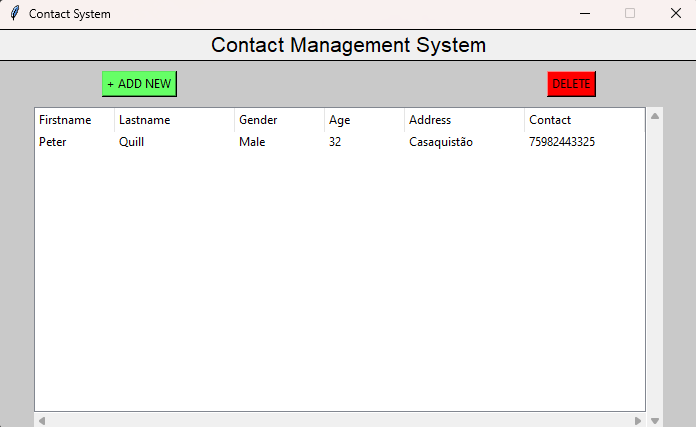 Contact System
Contact Management System
+ ADD NEW DELETE
Firstname Lastname Gender Age Address Contact
Peter Quill Male 32 Casaquistão 75982443325